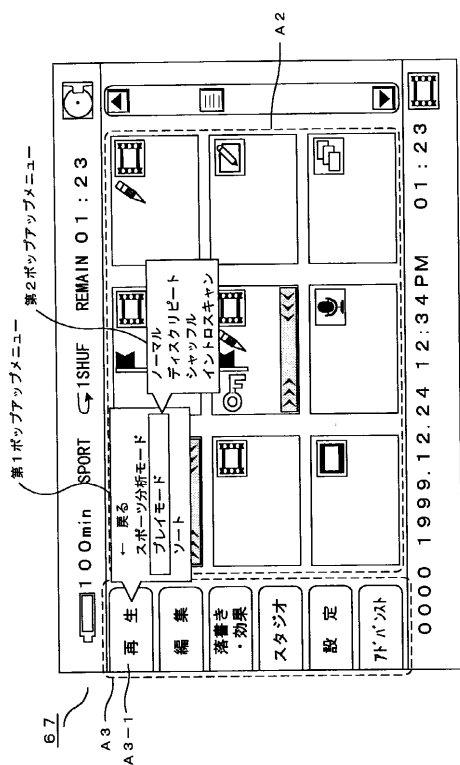 第1ポップアップメニュー
第2ポップアップメニュー
100min SPORT 1SHUF REMAIN 01:23
67
A3
A3-1
A2
再 生
編 集
落書き
・効果
スタジオ
設 定
アドバンスト
← 戻る
スポーツ分析モード
プレイモード
ソート
ノーマル
ディスクリピート
シャッフル
イントロスキャン
0000 1999.12.24 12:34PM 01:23